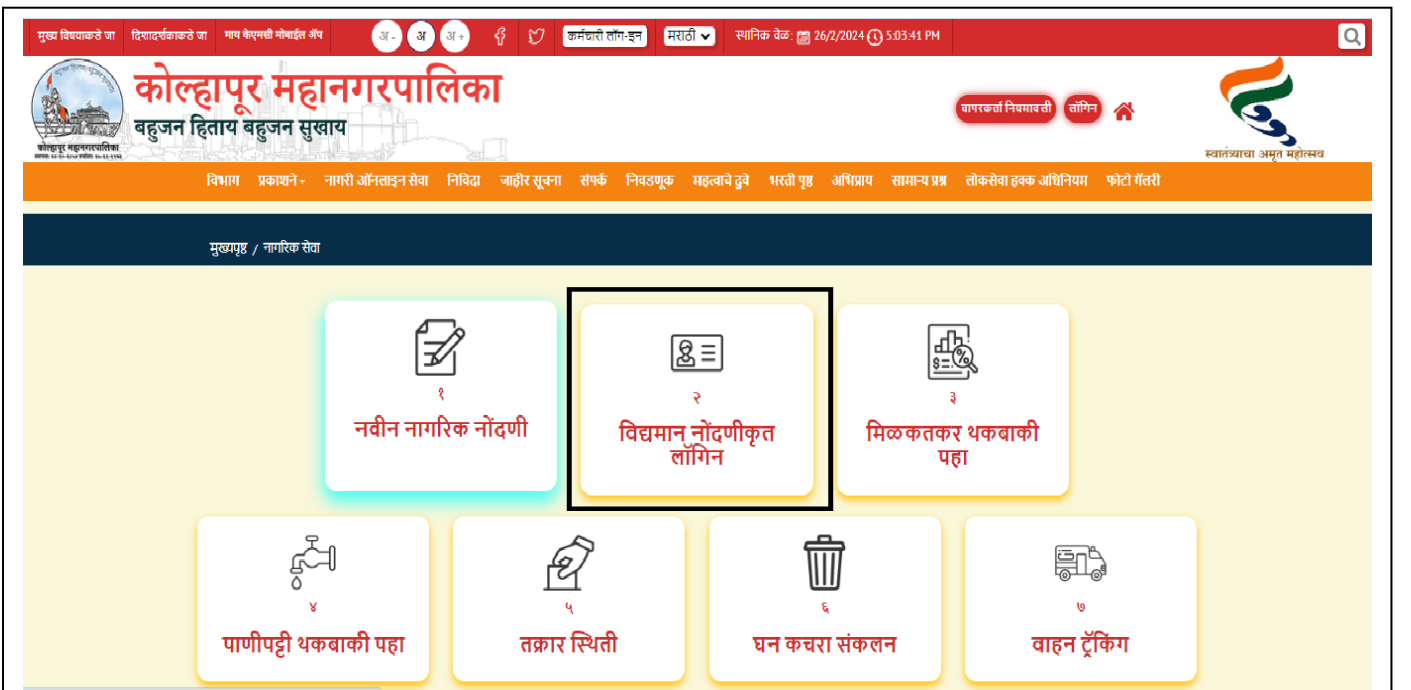 मुख्य विषयाकडे जा दिशादर्शकाकडे जा माय केएमसी मोबाईल अ‍ॅप अ- अ अ+ कर्मचारी लॉग-इन मराठी स्थानिक वेळ: 26/2/2024 5:03:41 PM
कोल्हापूर महानगरपालिका
बहुजन हिताय बहुजन सुखाय
वापरकर्ता नियमावली लॉगिन
कोल्हापूर महानगरपालिका
स्वातंत्र्याचा अमृत महोत्सव
विभाग प्रकाशने नागरी ऑनलाइन सेवा निविदा जाहीर सूचना संपर्क निवडणूक महत्वाचे दुवे भरती पृष्ठ अभिप्राय सामान्य प्रश्न लोकसेवा हक्क अधिनियम फोटो गॅलरी
मुख्यपृष्ठ / नागरिक सेवा
१
नवीन नागरिक नोंदणी
२
विद्यमान नोंदणीकृत
लॉगिन
३
मिळकतकर थकबाकी
पहा
४
पाणीपट्टी थकबाकी पहा
५
तक्रार स्थिती
६
घन कचरा संकलन
७
वाहन ट्रॅकिंग